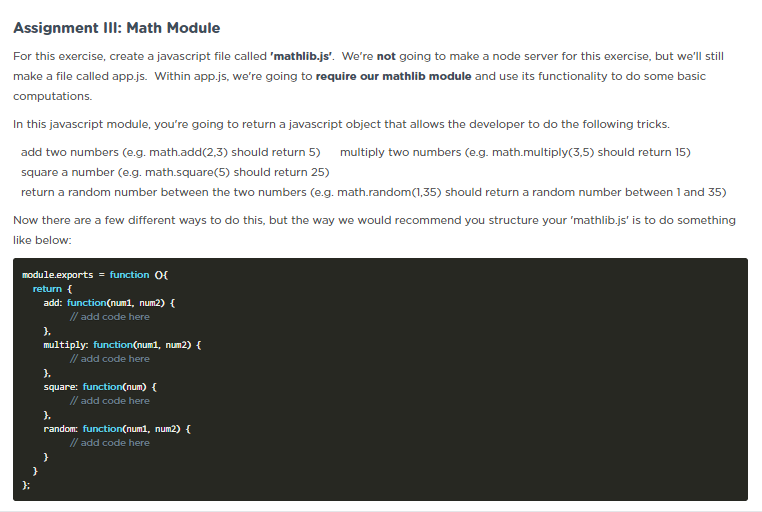 Assignment III: Math Module
For this exercise, create a javascript file called 'mathlib.js'.  We're not going to make a node server for this exercise, but we'll still
make a file called app.js.  Within app.js, we're going to require our mathlib module and use its functionality to do some basic
computations.
In this javascript module, you're going to return a javascript object that allows the developer to do the following tricks.
add two numbers (e.g. math.add(2,3) should return 5)     multiply two numbers (e.g. math.multiply(3,5) should return 15)
square a number (e.g. math.square(5) should return 25)
return a random number between the two numbers (e.g. math.random(1,35) should return a random number between 1 and 35)
Now there are a few different ways to do this, but the way we would recommend you structure your 'mathlib.js' is to do something
like below:
module.exports = function (){
  return {
    add: function(num1, num2) {
         // add code here
    },
    multiply: function(num1, num2) {
         // add code here
    },
    square: function(num) {
         // add code here
    },
    random: function(num1, num2) {
         // add code here
    }
  }
};